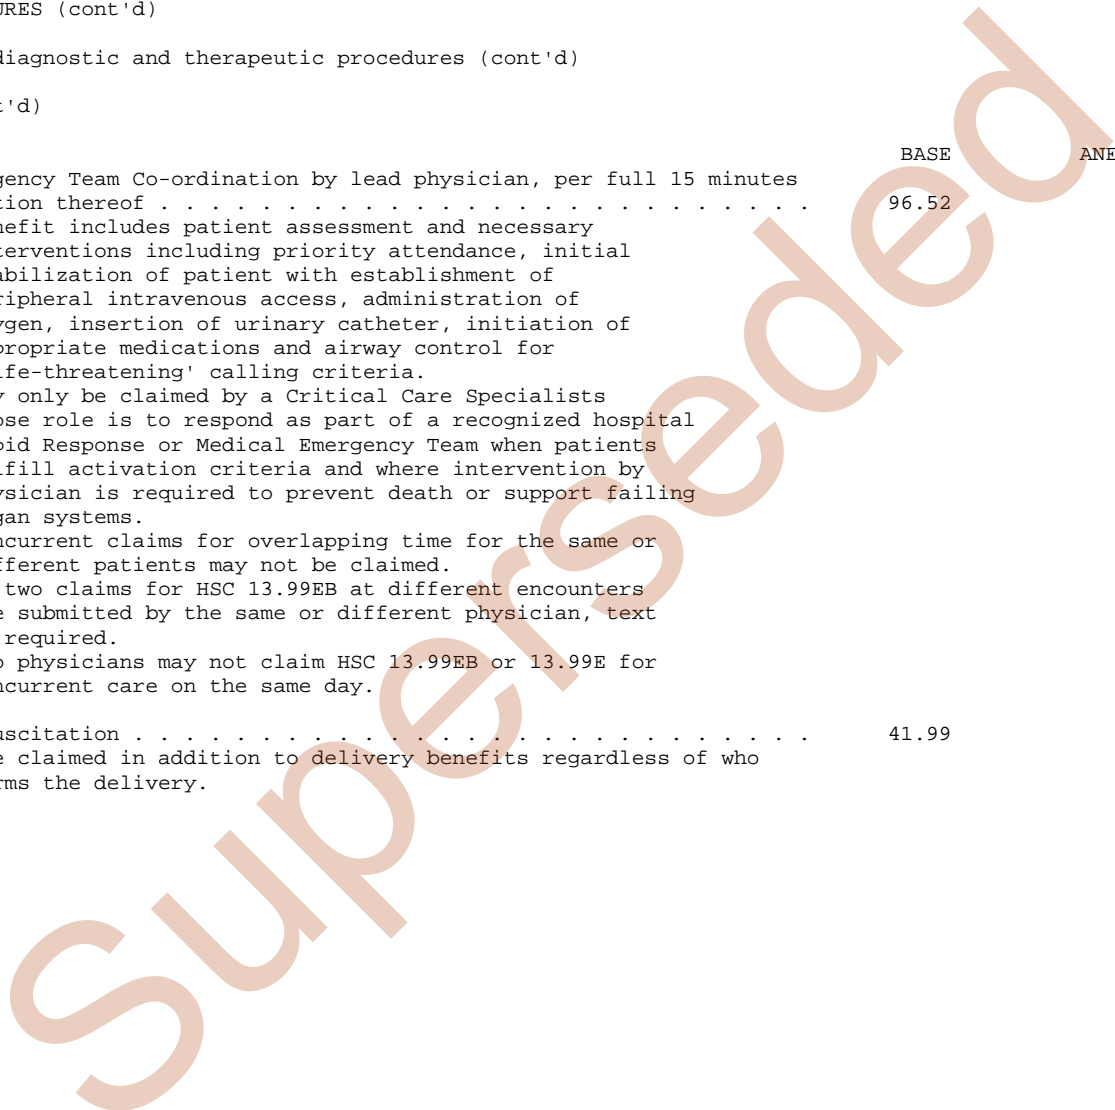 URES (cont'd)
diagnostic and therapeutic procedures (cont'd)
t'd)
BASE ANE
gency Team Co-ordination by lead physician, per full 15 minutes
tion thereof . . . . . . . . . . . . . . . . . . . . . . . . . . 96.52
nefit includes patient assessment and necessary
terventions including priority attendance, initial
abilization of patient with establishment of
ripheral intravenous access, administration of
ygen, insertion of urinary catheter, initiation of
propriate medications and airway control for
ife-threatening' calling criteria.
y only be claimed by a Critical Care Specialists
ose role is to respond as part of a recognized hospital
pid Response or Medical Emergency Team when patients
lfill activation criteria and where intervention by
ysician is required to prevent death or support failing
gan systems.
ncurrent claims for overlapping time for the same or
fferent patients may not be claimed.
two claims for HSC 13.99EB at different encounters
e submitted by the same or different physician, text
required.
o physicians may not claim HSC 13.99EB or 13.99E for
ncurrent care on the same day.
uscitation . . . . . . . . . . . . . . . . . . . . . . . . . . . 41.99
e claimed in addition to delivery benefits regardless of who
rms the delivery.
Superseded